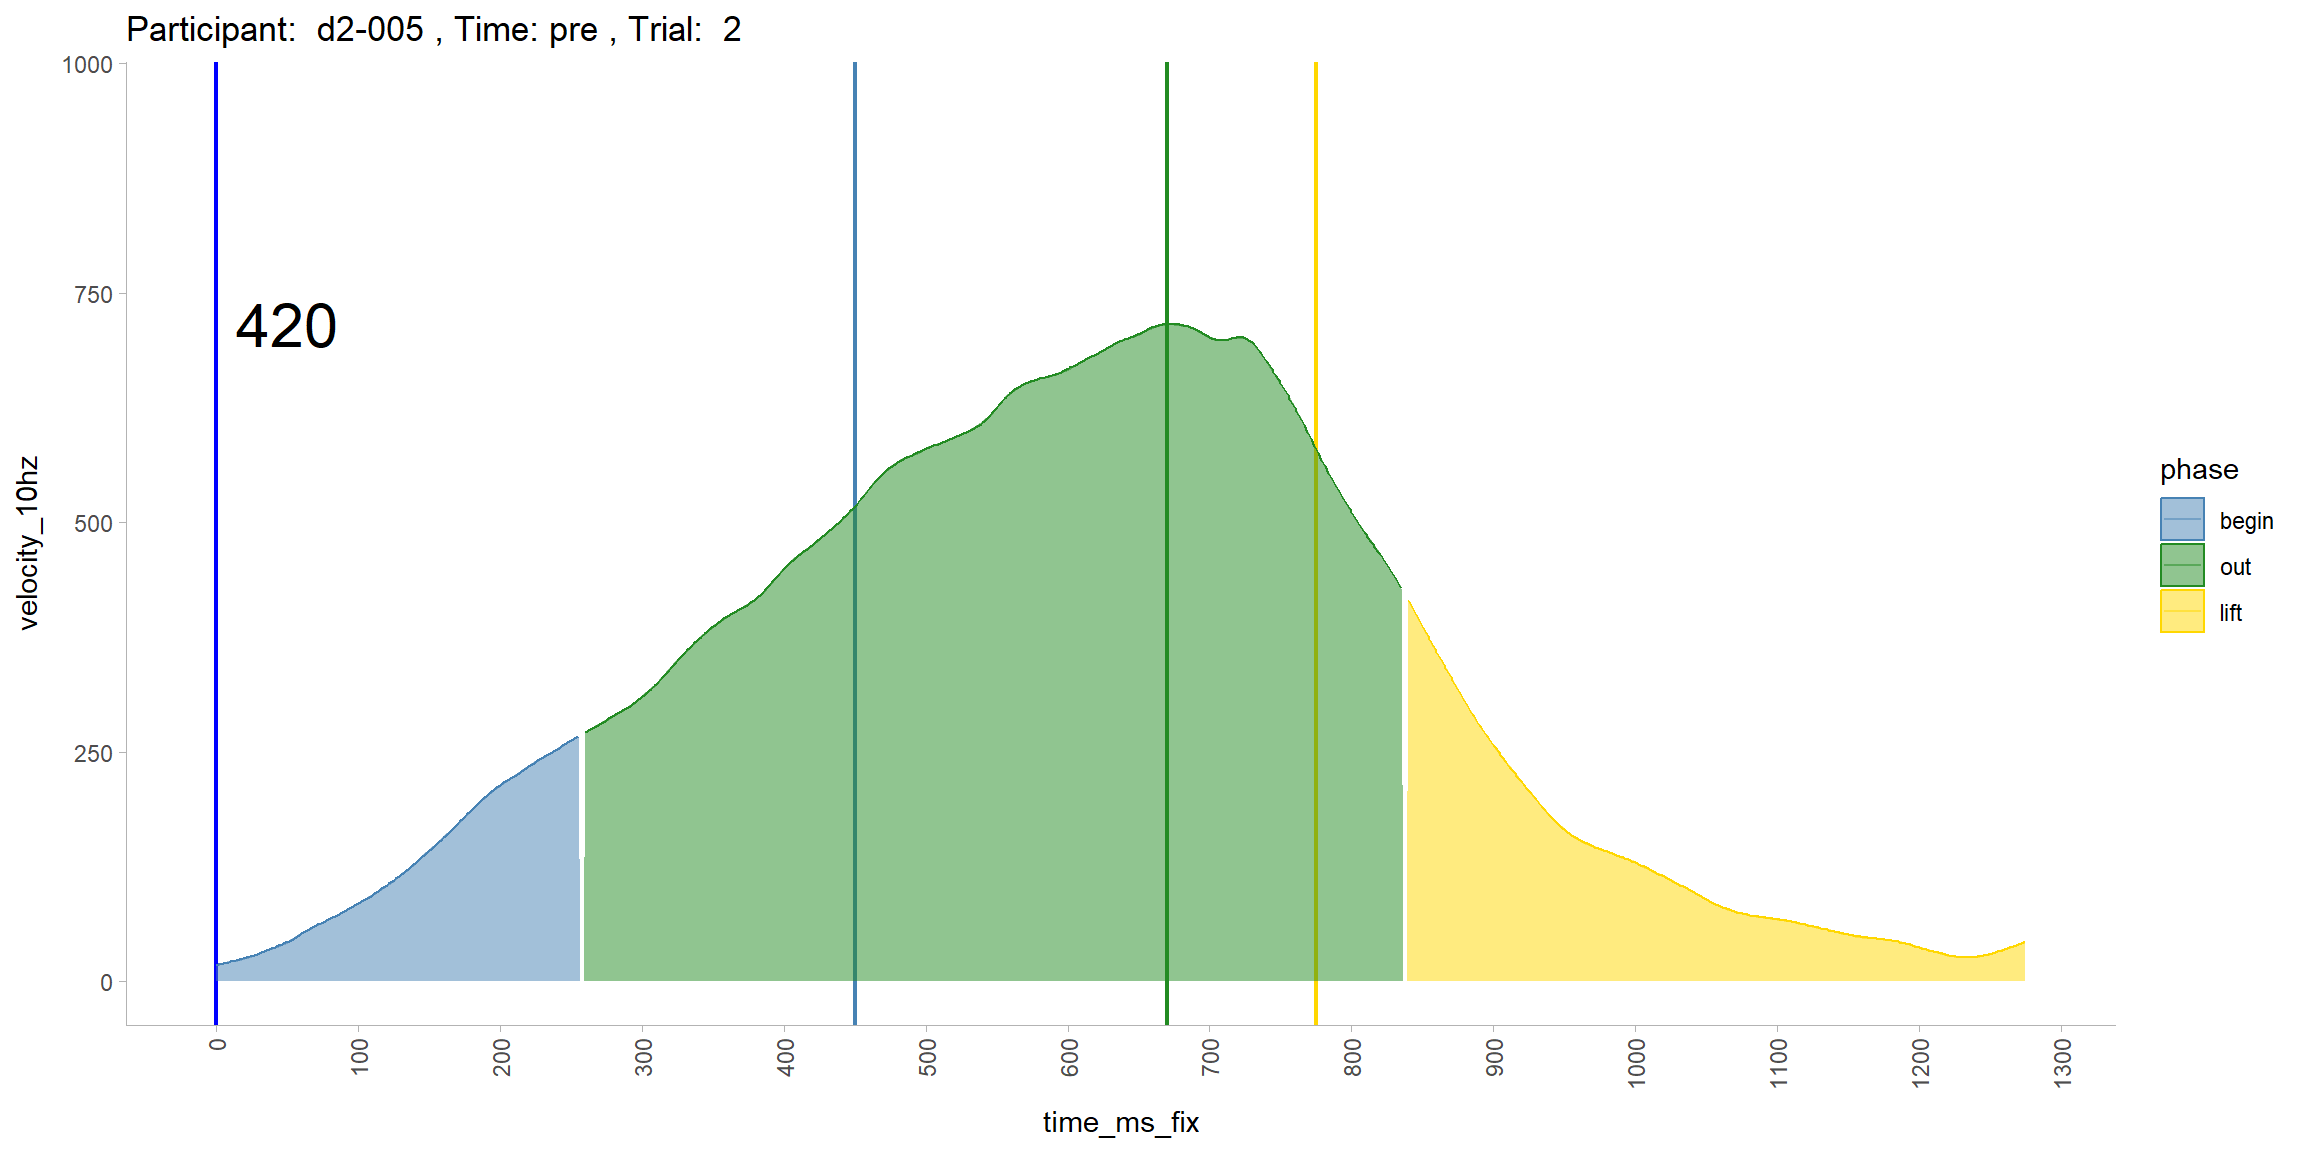 Participant:  d2-005 , Time: pre , Trial:  2
1000
750
500
250
0
velocity_10hz
420
0
100
200
300
400
500
600
700
800
900
1000
1100
1200
1300
time_ms_fix
phase
begin
out
lift